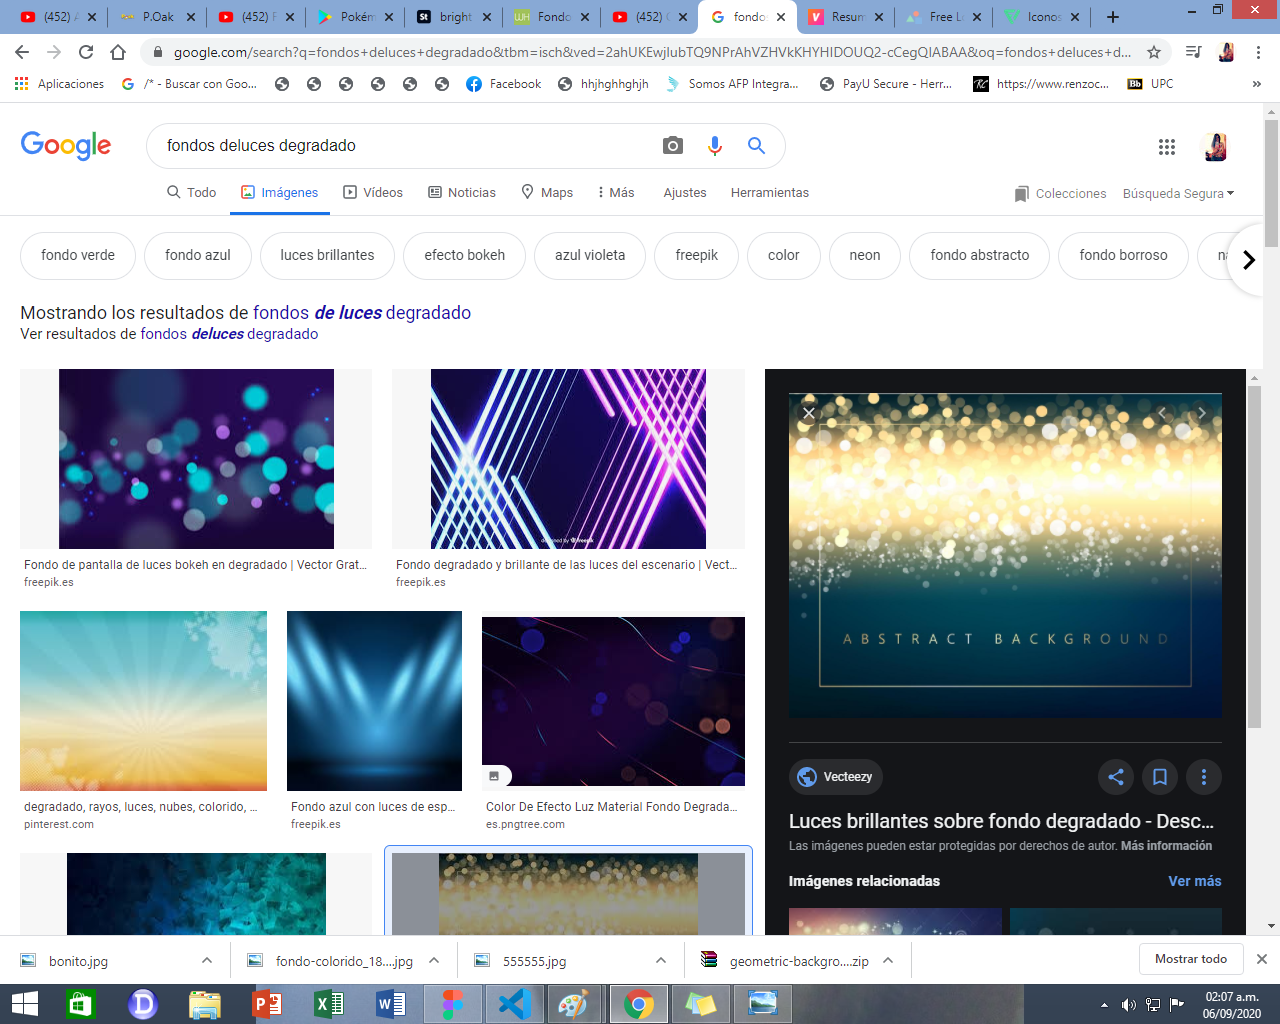 (452) A
P.Oak
(452) F
Pokém
bright
Fondo
(452) C
fondos
Resum
Free L
Iconos
google.com/search?q=fondos+deluces+degradado&tbm=isch&ved=2ahUKEwjIubTQ9NPrAhVZHVkKHYHIDOUQ2-cCegQIABAA&oq=fondos+deluces+d...
Aplicaciones
/* - Buscar con Goo...
Facebook
hhjhghhghjh
Somos AFP Integra...
PayU Secure - Herr...
https://www.renzoc...
Bb UPC
»
Google
fondos deluces degradado
Todo
Imágenes
Vídeos
Noticias
Maps
Más
Ajustes
Herramientas
Colecciones
Búsqueda Segura
fondo verde
fondo azul
luces brillantes
efecto bokeh
azul violeta
freepik
color
neon
fondo abstracto
fondo borroso
Mostrando los resultados de fondos de luces degradado
Ver resultados de fondos deluces degradado
Fondo de pantalla de luces bokeh en degradado | Vector Grat...
freepik.es
designed by freepik
Fondo degradado y brillante de las luces del escenario | Vect...
freepik.es
degradado, rayos, luces, nubes, colorido, ...
pinterest.com
Fondo azul con luces de esp...
freepik.es
Color De Efecto Luz Material Fondo Degrada...
es.pngtree.com
ABSTRACT BACKGROUND
Vecteezy
Luces brillantes sobre fondo degradado - Desc...
Las imágenes pueden estar protegidas por derechos de autor. Más información
Imágenes relacionadas
Ver más
bonito.jpg
fondo-colorido_18....jpg
555555.jpg
geometric-backgro....zip
Mostrar todo
02:07 a.m.
06/09/2020